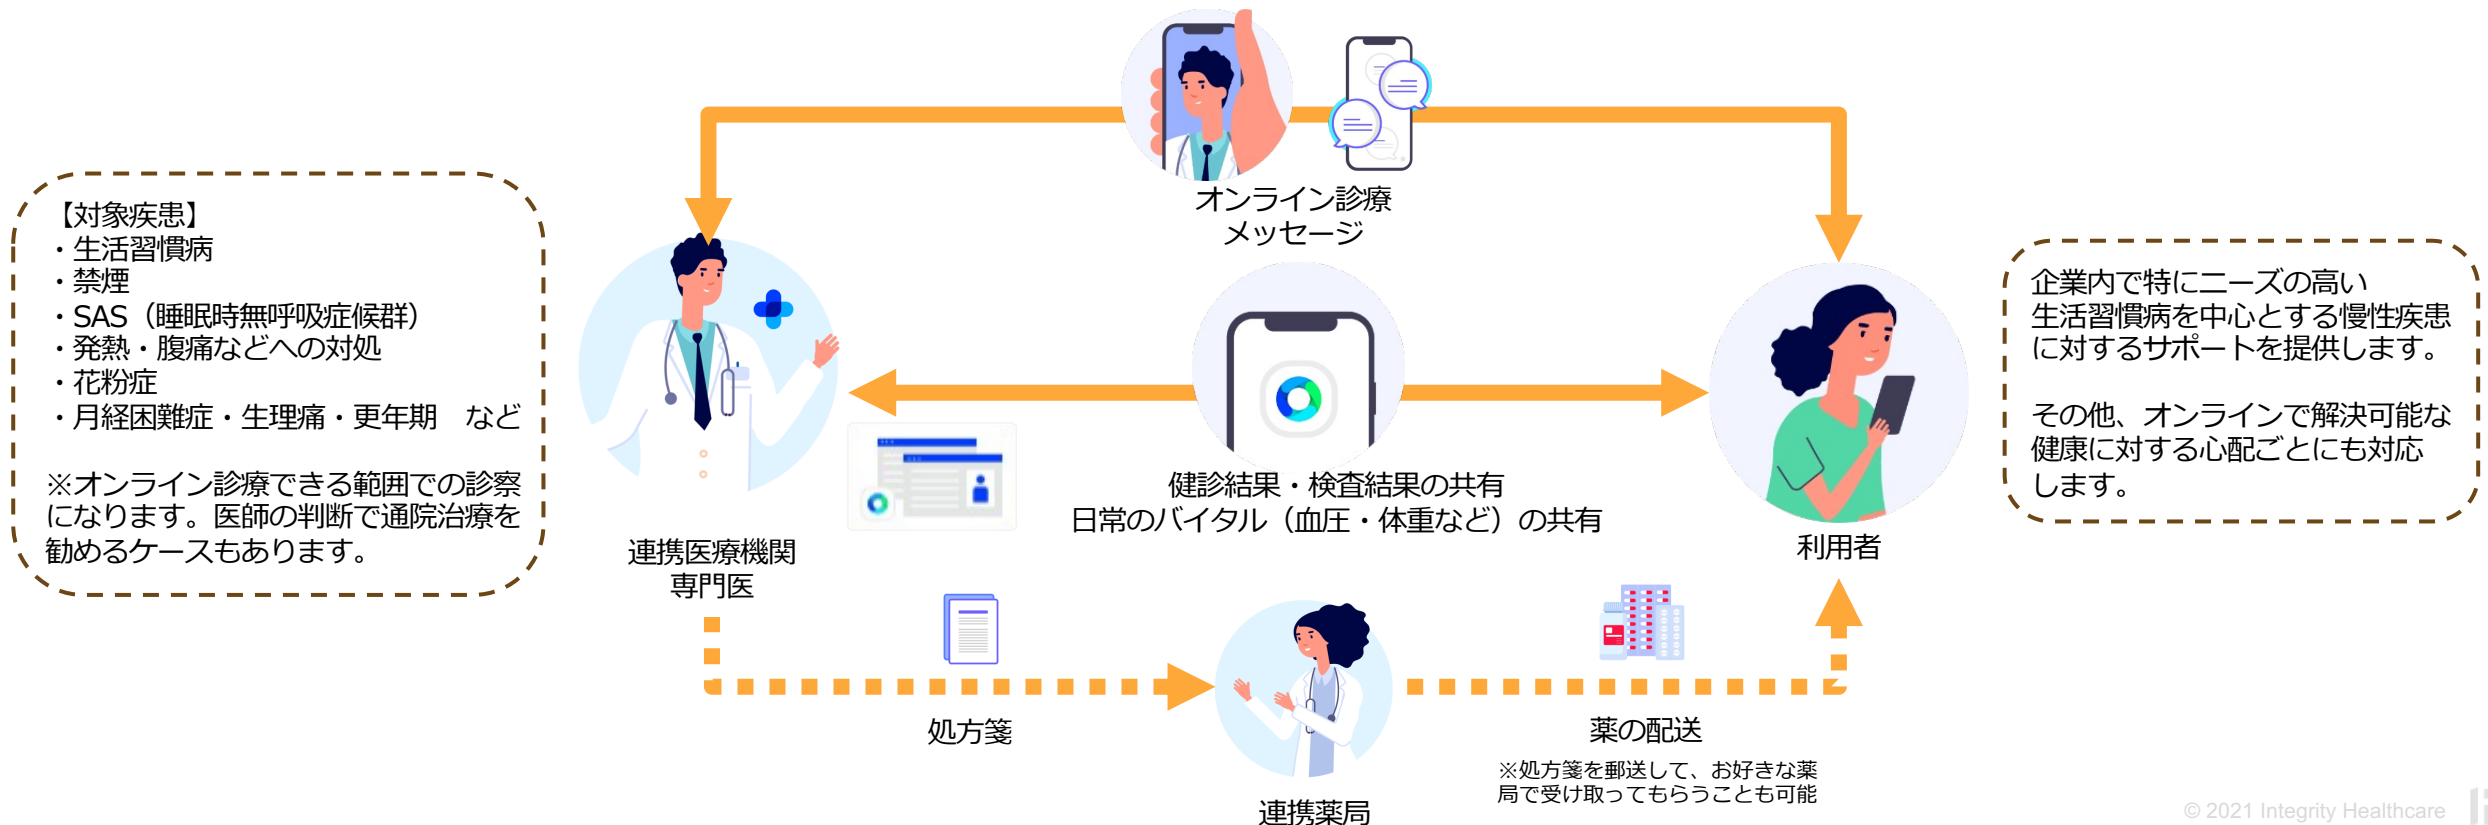 オンライン診療
メッセージ
【対象疾患】
・生活習慣病
・禁煙
・SAS（睡眠時無呼吸症候群）
・発熱・腹痛などへの対処
・花粉症
・月経困難症・生理痛・更年期　など
※オンライン診療できる範囲での診察
になります。医師の判断で通院治療を
勧めるケースもあります。
連携医療機関
専門医
健診結果・検査結果の共有
日常のバイタル（血圧・体重など）の共有
利用者
企業内で特にニーズの高い
生活習慣病を中心とする慢性疾患
に対するサポートを提供します。
その他、オンラインで解決可能な
健康に対する心配ごとにも対応
します。
処方箋
連携薬局
薬の配送
※処方箋を郵送して、お好きな薬
局で受け取ってもらうことも可能
© 2021 Integrity Healthcare